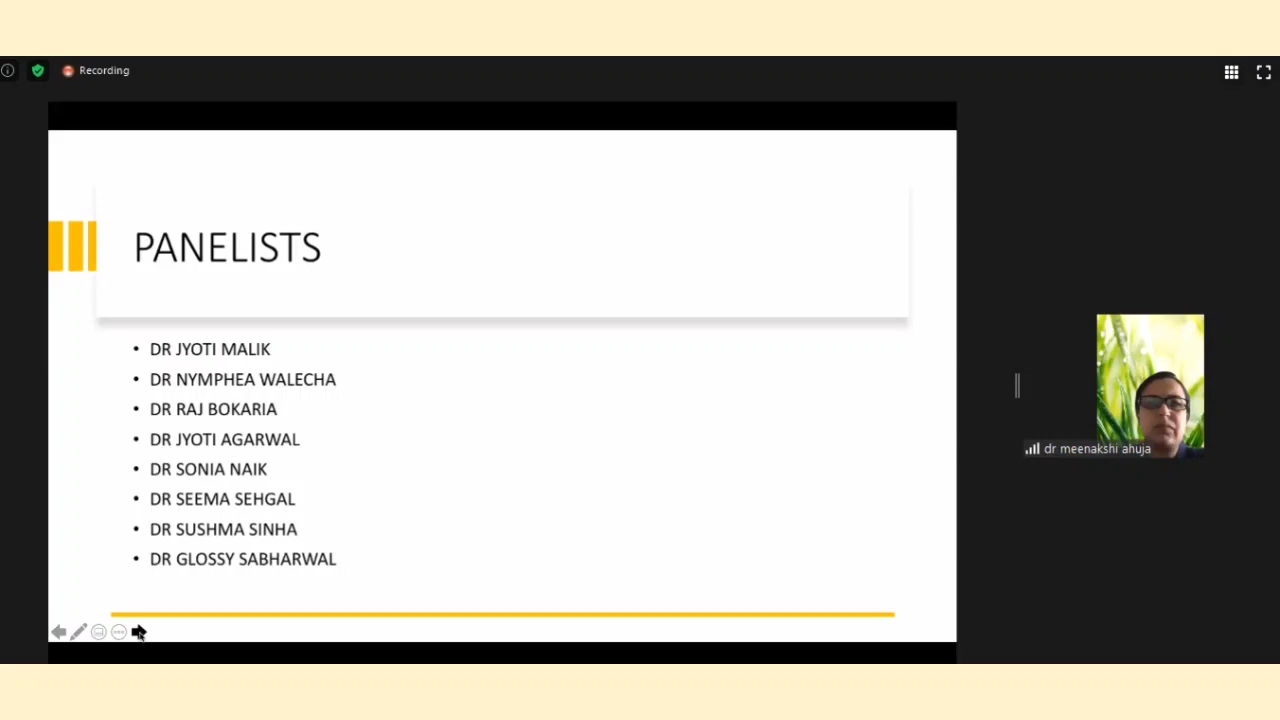 Recording
PANELISTS
• DR JYOTI MALIK
• DR NYMPHEA WALECHA
• DR RAJ BOKARIA
• DR JYOTI AGARWAL
• DR SONIA NAIK
• DR SEEMA SEHGAL
• DR SUSHMA SINHA
• DR GLOSSY SABHARWAL
dr meenakshi ahuja